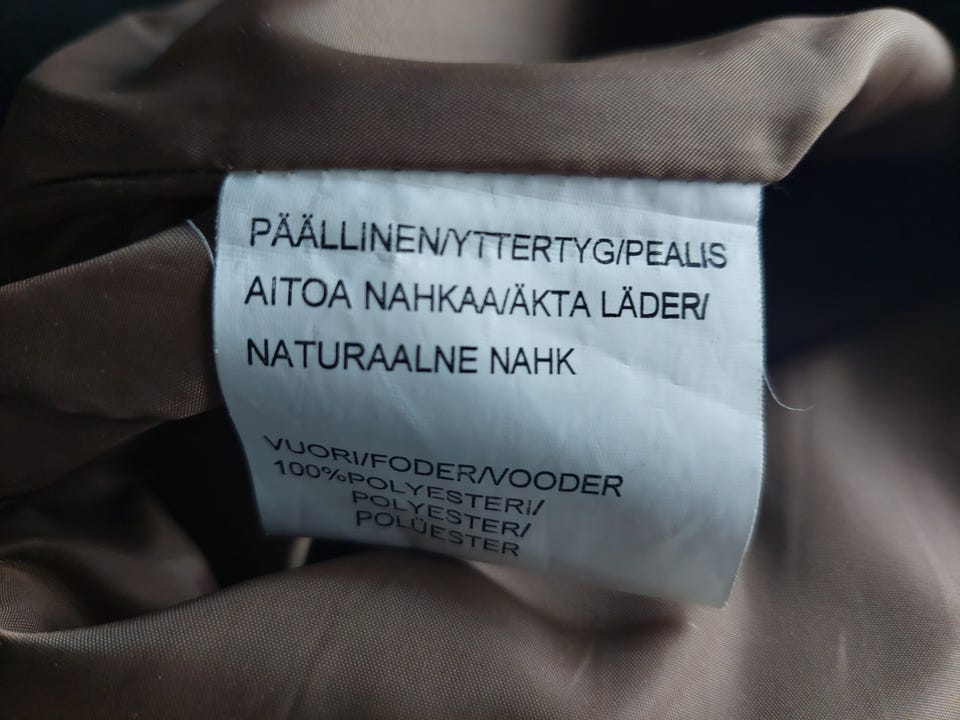 PÄÄLLINEN/YTTERTYG/PEALIS
AITOA NAHKAA/ÄKTA LÄDER/
NATURAALNE NAHK
VUORI/FODER/VOODER
100%POLYESTERI/
POLYESTER/
POLÜESTER